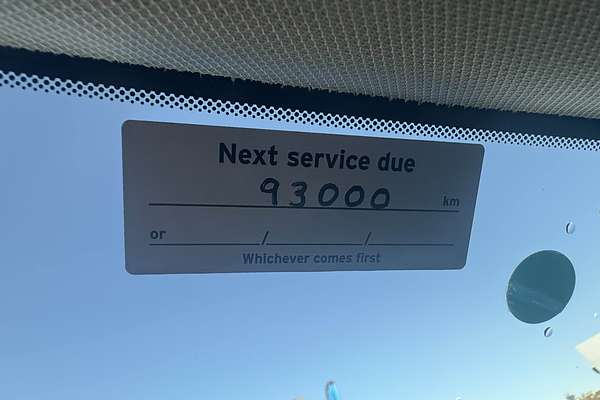 Next service due
93000 km
or / /
Whichever comes first